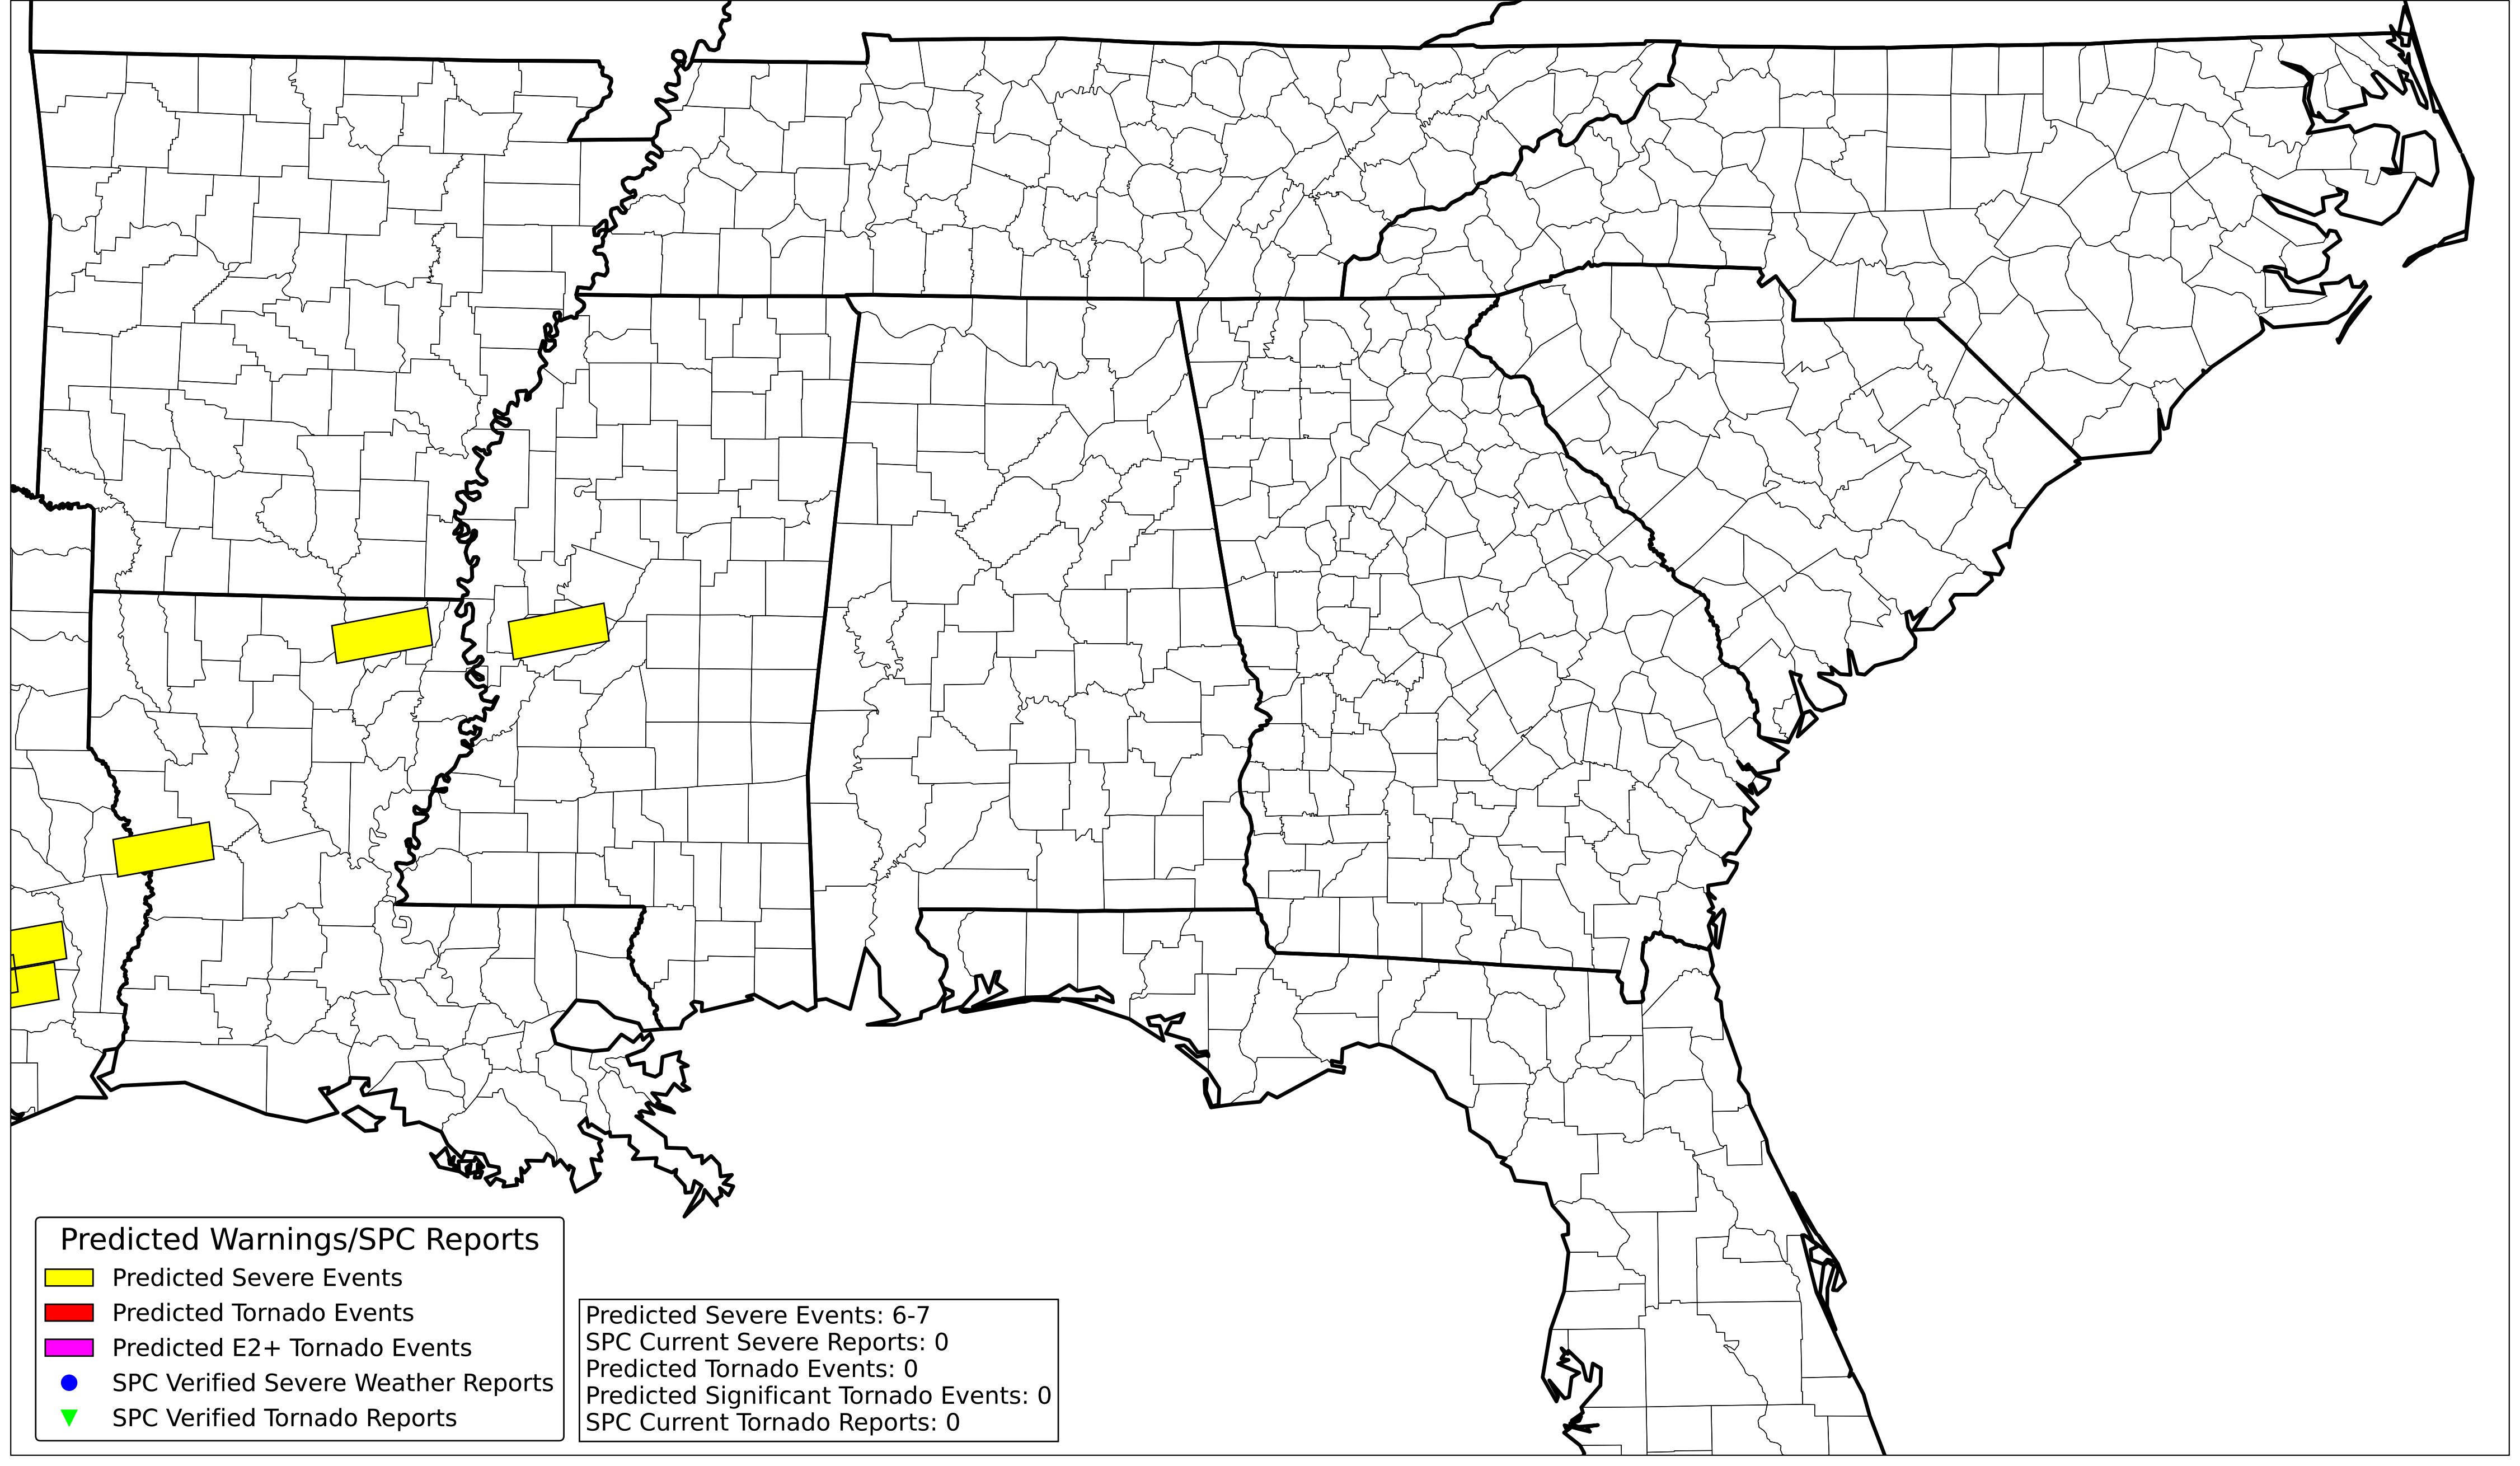 Predicted Warnings/SPC Reports
Predicted Severe Events
Predicted Tornado Events
Predicted E2+ Tornado Events
SPC Verified Severe Weather Reports
SPC Verified Tornado Reports
Predicted Severe Events: 6-7
SPC Current Severe Reports: 0
Predicted Tornado Events: 0
Predicted Significant Tornado Events: 0
SPC Current Tornado Reports: 0